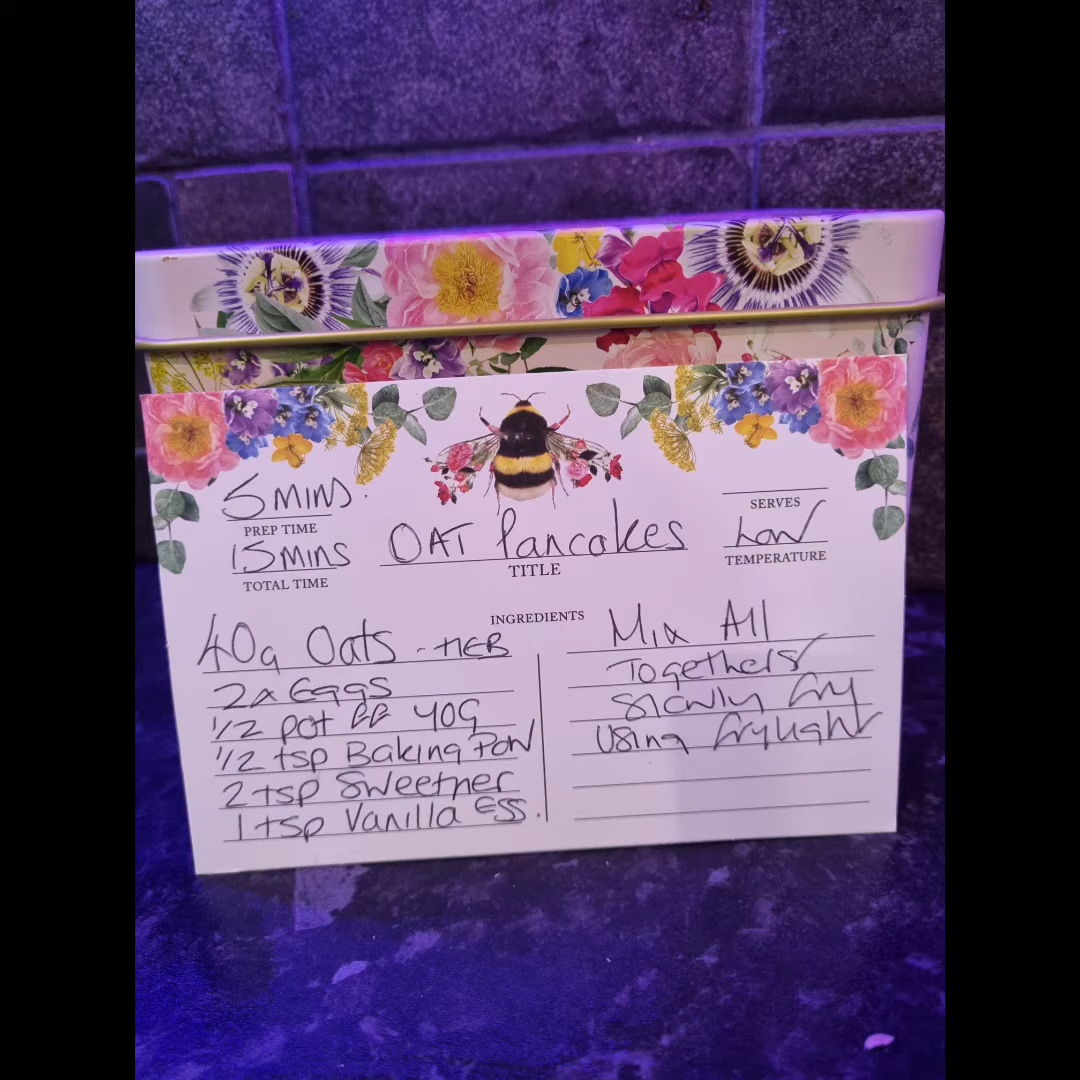 5 MINS.
PREP TIME
15 MINS
TOTAL TIME
OAT Pancakes
TITLE
SERVES
Low
TEMPERATURE
INGREDIENTS
40g Oats - HEB
2x Eggs
1/2 pot FF YOG
1/2 tsp Baking Pow
2 tsp Sweetner
1 tsp Vanilla Ess.
Mix All
Together
Slowly Fry
Using Frylight